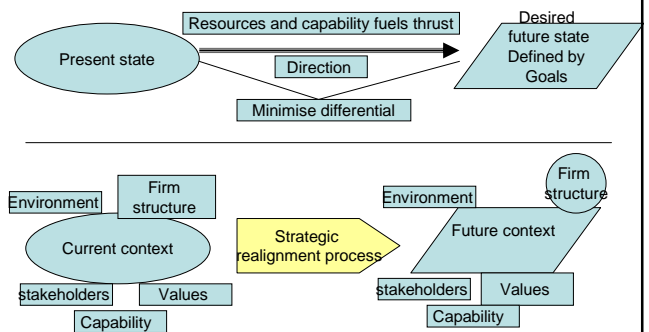 Resources and capability fuels thrust
Desired
future state
Defined by
Goals
Present state
Direction
Minimise differential
Environment
Firm
structure
Current context
stakeholders
Values
Capability
Strategic
realignment process
Firm
structure
Environment
Future context
stakeholders
Values
Capability